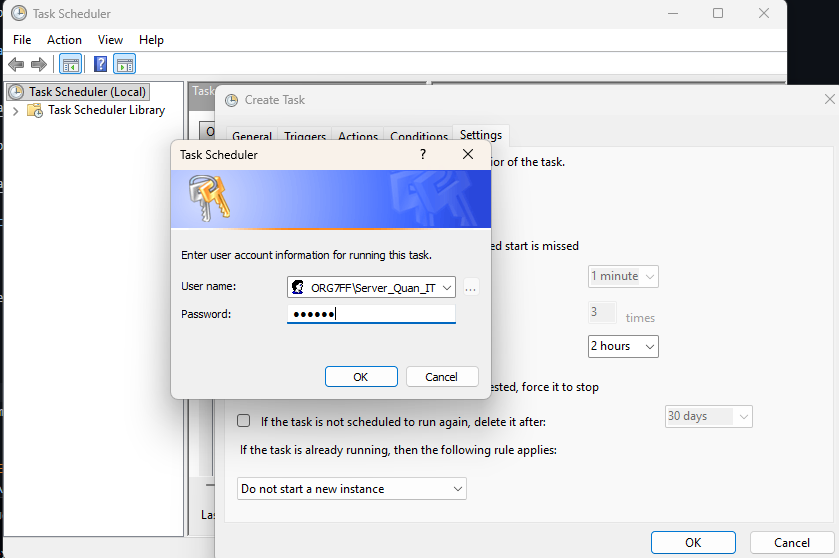 Task Scheduler
File Action View Help
Task Scheduler (Local)
Task Scheduler Library
Create Task
General Triggers Actions Conditions Settings
ior of the task.
ed start is missed
1 minute
3 times
2 hours
ested, force it to stop
If the task is not scheduled to run again, delete it after: 30 days
If the task is already running, then the following rule applies:
Do not start a new instance
OK Cancel
Task Scheduler
Enter user account information for running this task.
User name: ORG7FF\Server_Quan_IT ...
Password: ●●●●●●
OK Cancel
Task
Las